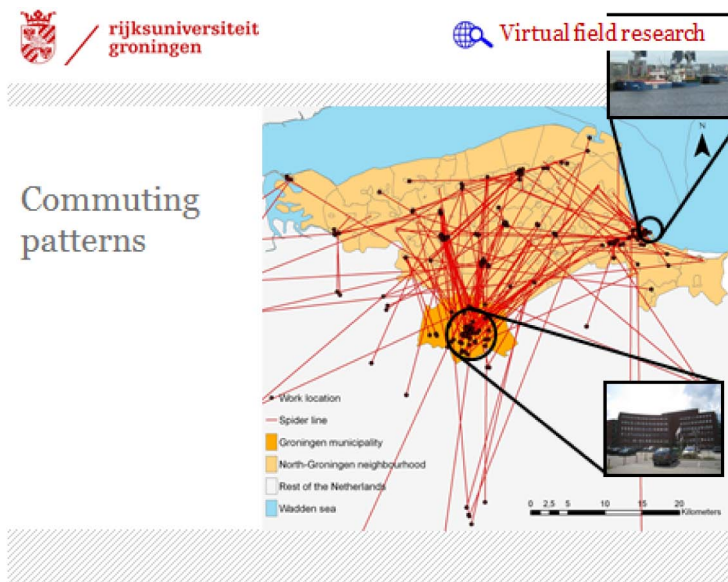 rijksuniversiteit
groningen
Virtual field research
Commuting
patterns
N
Work location
Spider line
Groningen municipality
North-Groningen neighbourhood
Rest of the Netherlands
Wadden sea
0 2,5 5 10 15 20
Kilometers